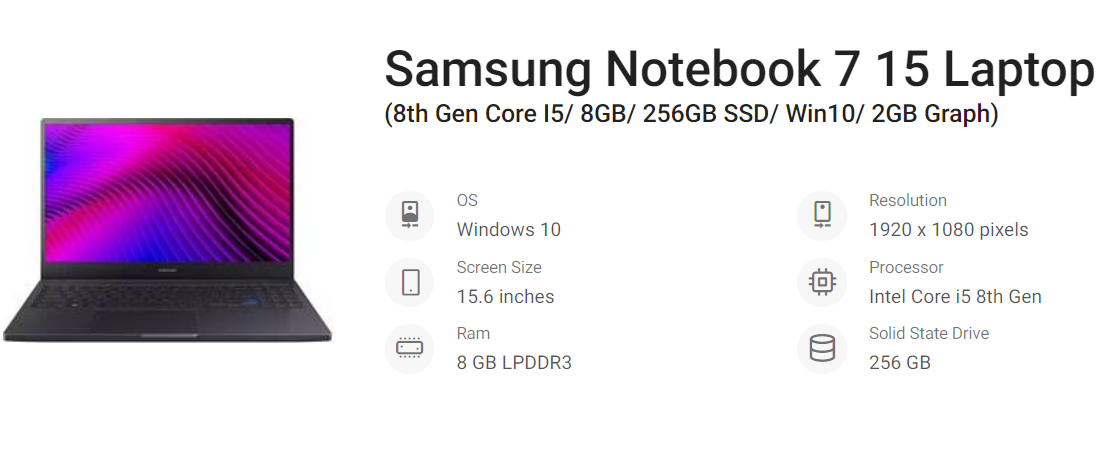 Samsung Notebook 7 15 Laptop
(8th Gen Core I5/ 8GB/ 256GB SSD/ Win10/ 2GB Graph)
OS
Windows 10
Resolution
1920 x 1080 pixels
Screen Size
15.6 inches
Processor
Intel Core i5 8th Gen
Ram
8 GB LPDDR3
Solid State Drive
256 GB